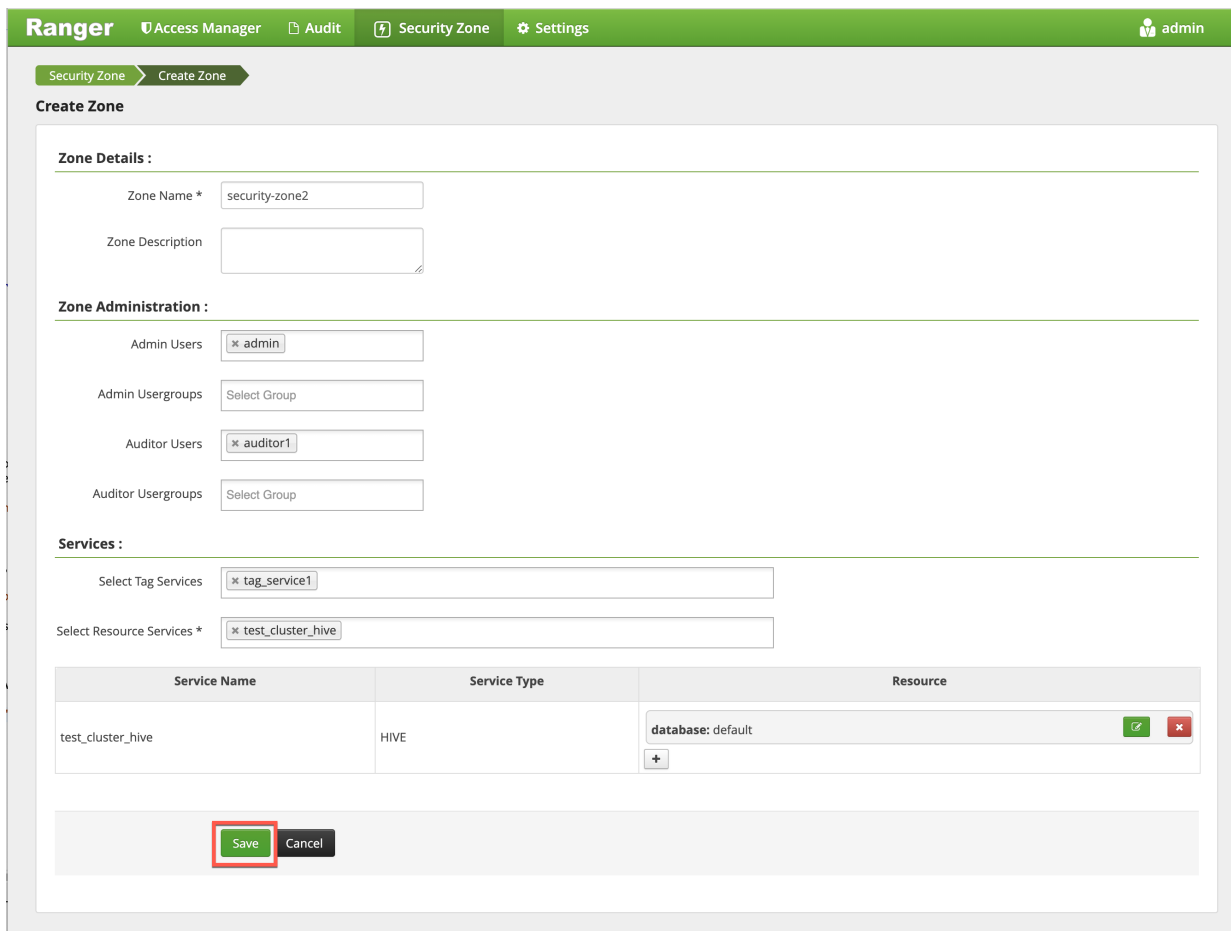 Ranger Access Manager Audit Security Zone Settings admin
Security Zone Create Zone
Create Zone
Zone Details :
Zone Name * security-zone2
Zone Description
Zone Administration :
Admin Users × admin
Admin Usergroups Select Group
Auditor Users × auditor1
Auditor Usergroups Select Group
Services :
Select Tag Services × tag_service1
Select Resource Services * × test_cluster_hive
Service Name Service Type Resource
test_cluster_hive HIVE database: default
+
Save Cancel